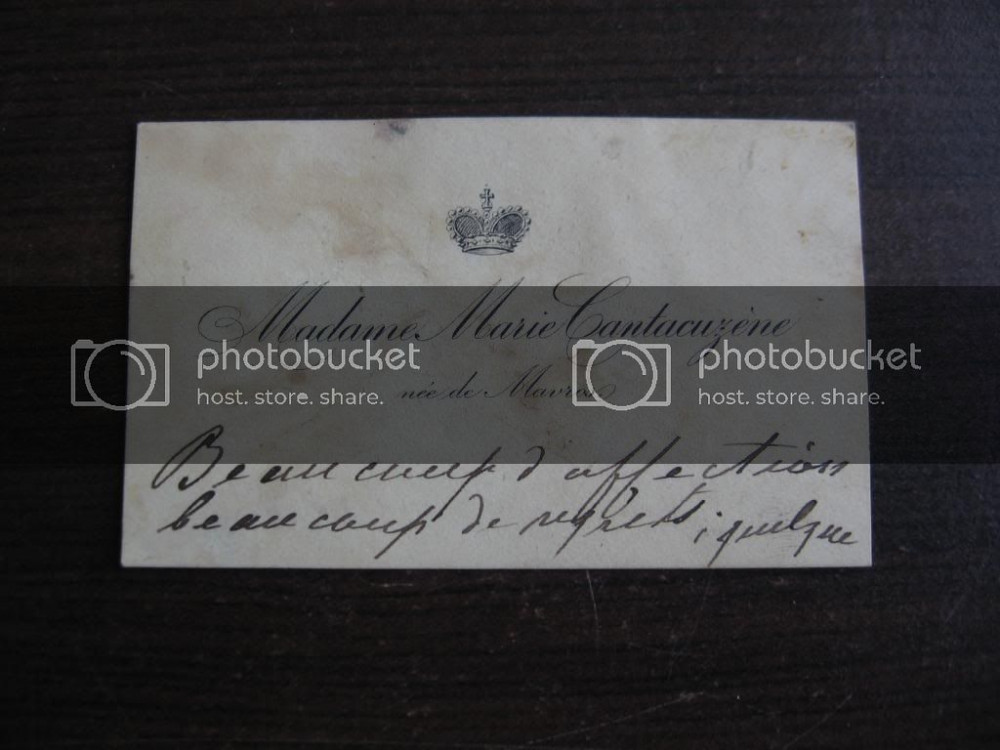 Madame Marie Cantacuzène
photobucket photobucket
née de Mavros
host. store. share. host. store. share.
Beaucoup d'affection
beaucoup de regrets ; quelque